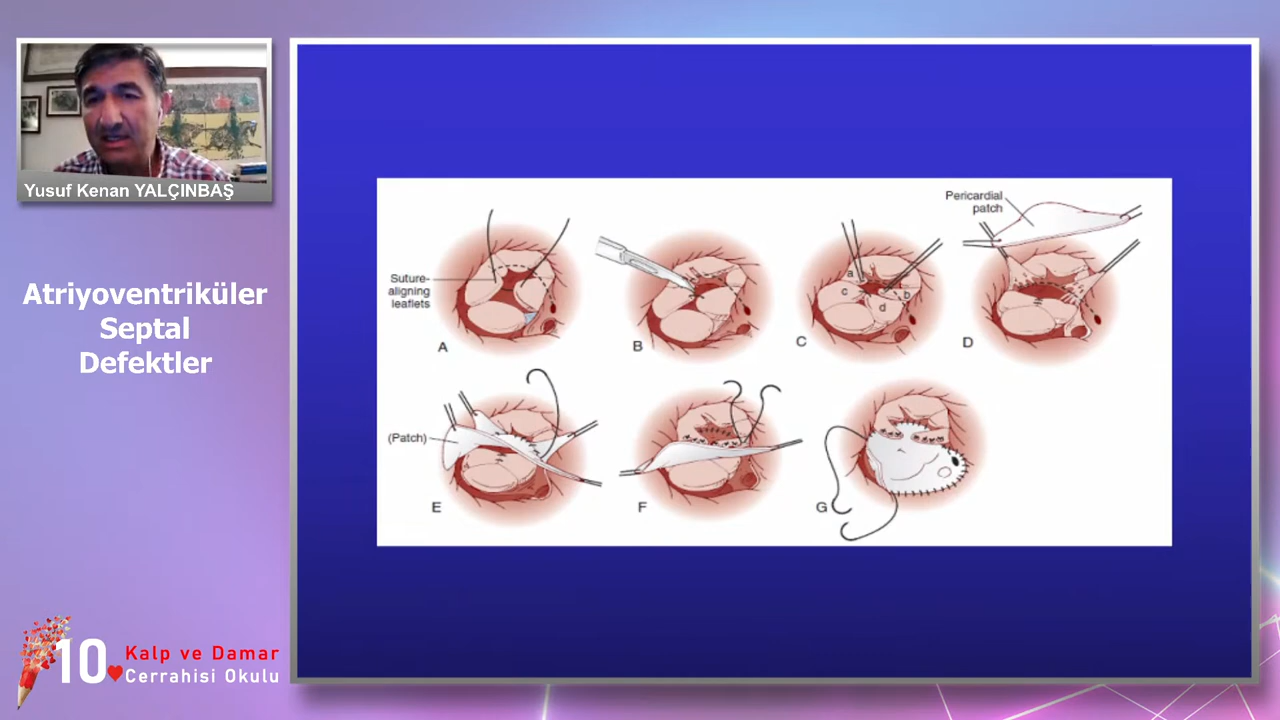 Yusuf Kenan YALÇINBAŞ
Atriyoventriküler
Septal
Defektler
10
Kalp ve Damar
Cerrahisi Okulu
Suture-
aligning
leaflets
A
B
a
c
b
d
C
Pericardial
patch
D
(Patch)
E
F
G